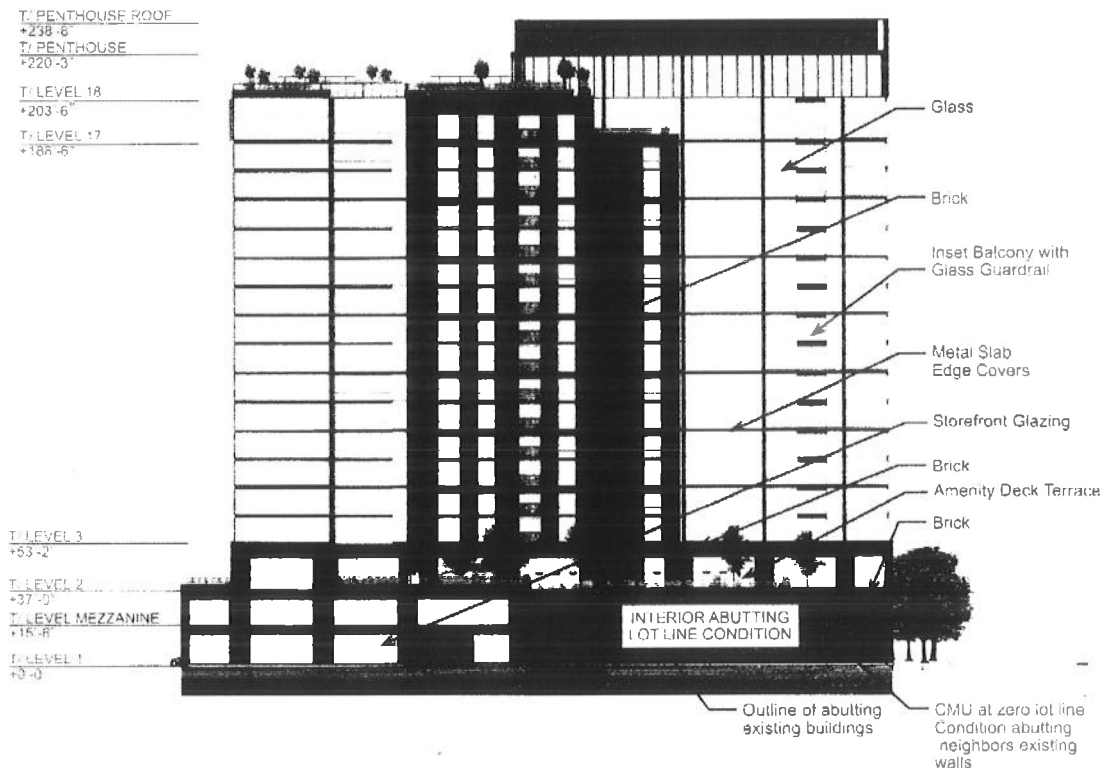 T/ PENTHOUSE ROOF
+238'-8"
T/ PENTHOUSE
+220'-3"
T/ LEVEL 18
+203'-6"
T/ LEVEL 17
+188'-6"
T/ LEVEL 3
+53'-2"
T/ LEVEL 2
+37'-0"
T/ LEVEL MEZZANINE
+15'-6"
T/ LEVEL 1
+0'-0"
Glass
Brick
Inset Balcony with
Glass Guardrail
Metal Slab
Edge Covers
Storefront Glazing
Brick
Amenity Deck Terrace
Brick
INTERIOR ABUTTING
LOT LINE CONDITION
Outline of abutting
existing buildings
CMU at zero lot line
Condition abutting
neighbors existing
walls